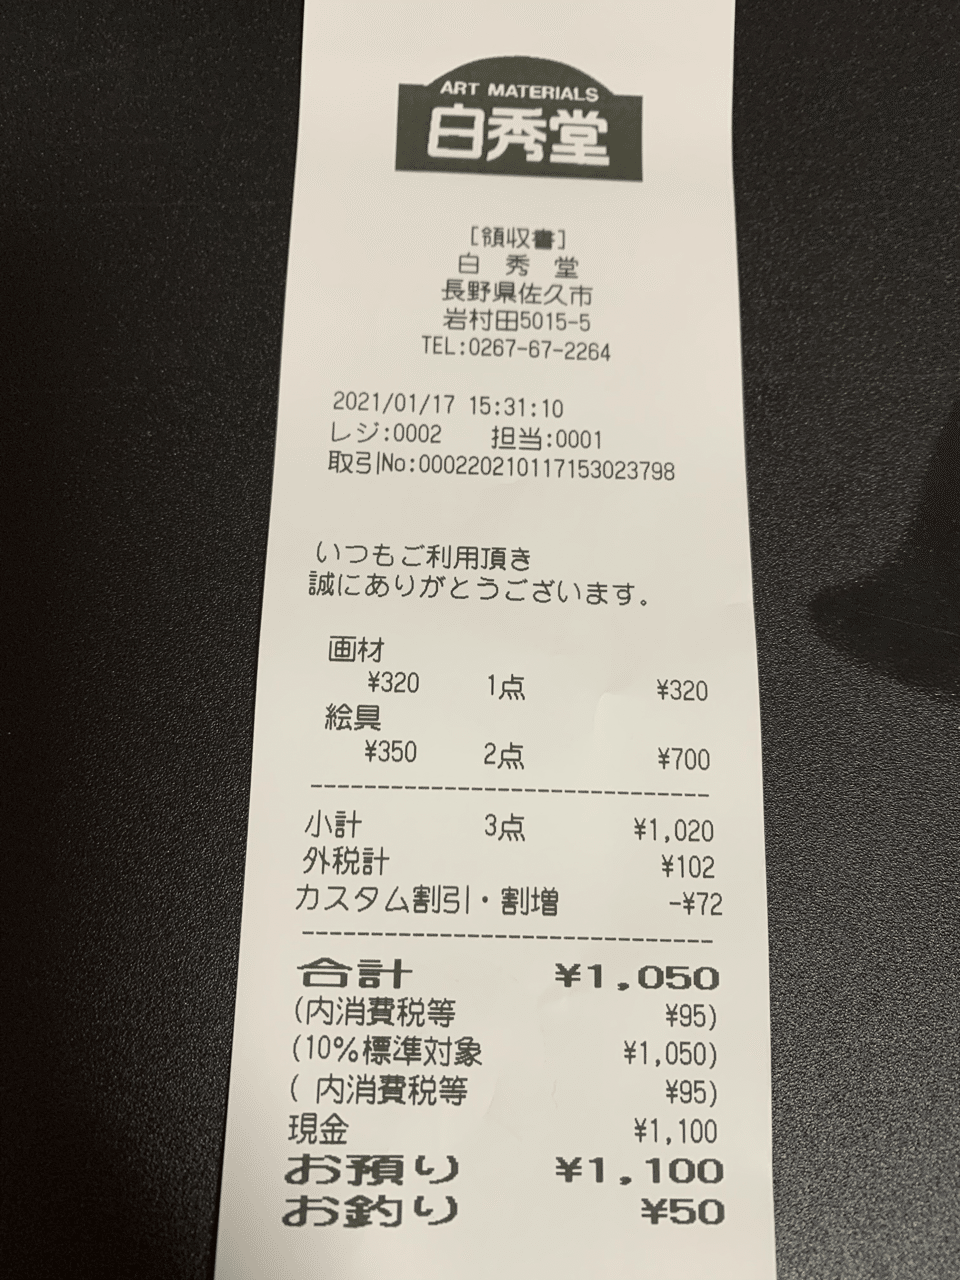 ART MATERIALS
白秀堂
[領収書]
白 秀 堂
長野県佐久市
岩村田5015-5
TEL:0267-67-2264
2021/01/17 15:31:10
レジ:0002 担当:0001
取引No:00022021011715​3023798
いつもご利用頂き
誠にありがとうございます。
画材
¥320 1点 ¥320
絵具
¥350 2点 ¥700
--------------------------------
小計 3点 ¥1,020
外税計 ¥102
カスタム割引・割増 -¥72
--------------------------------
合計 ¥1,050
(内消費税等 ¥95)
(10%標準対象 ¥1,050)
( 内消費税等 ¥95)
現金 ¥1,100
お預り ¥1,100
お釣り ¥50